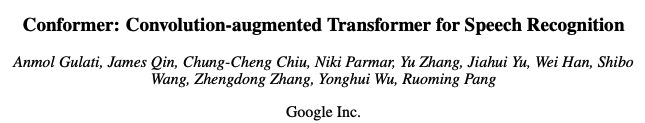 Conformer: Convolution-augmented Transformer for Speech Recognition
Anmol Gulati, James Qin, Chung-Cheng Chiu, Niki Parmar, Yu Zhang, Jiahui Yu, Wei Han, Shibo
Wang, Zhengdong Zhang, Yonghui Wu, Ruoming Pang
Google Inc.